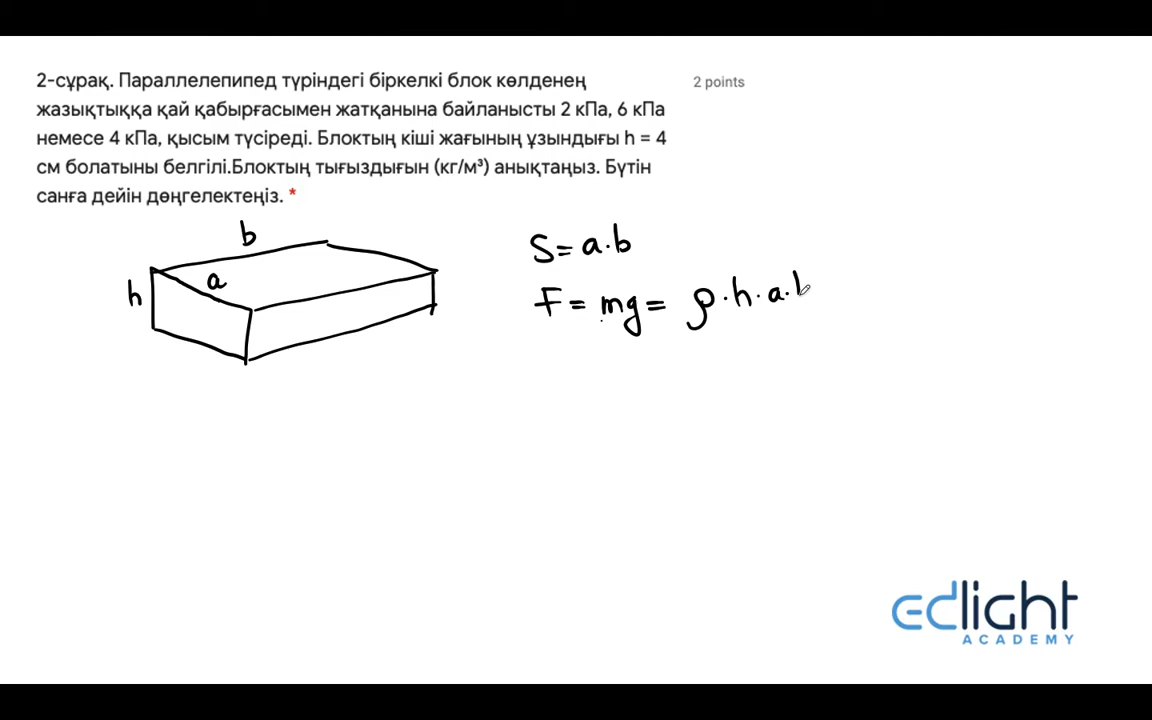 2-сұрақ. Параллелепипед түріндегі біркелкі блок көлденең
2 points
жазықтыққа қай қабырғасымен жатқанына байланысты 2 кПа, 6 кПа
немесе 4 кПа, қысым түсіреді. Блоктың кіші жағының ұзындығы h = 4
см болатыны белгілі.Блоктың тығыздығын (кг/м³) анықтаңыз. Бүтін
санға дейін дөңгелектеңіз. *
b
a
h
S = a·b
F = mg = ρ·h·a·b
edlight
ACADEMY